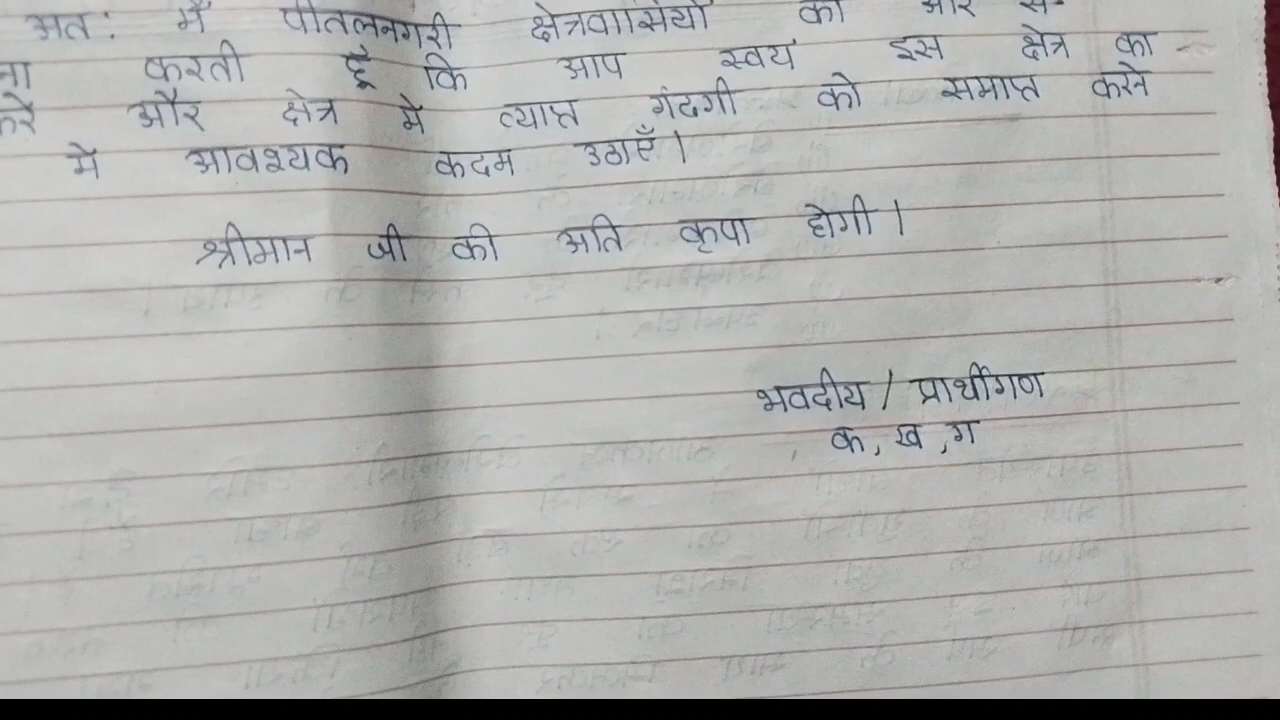 अतः मैं पीतलनगरी क्षेत्रवासियों की ओर
करती हूँ कि आप स्वयं इस क्षेत्र का
करें और क्षेत्र में व्याप्त गंदगी को समाप्त करने
मे आवश्यक कदम उठाएँ।
श्रीमान जी की अति कृपा होगी।
भवदीय / प्रार्थीगण
क, ख, ग